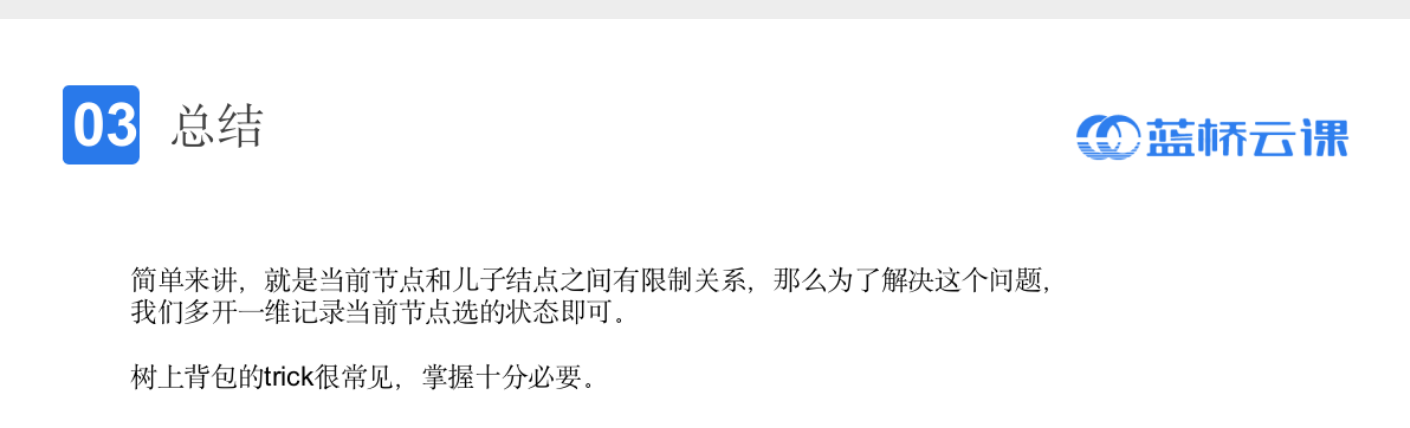 03 总结
蓝桥云课
简单来讲，就是当前节点和儿子结点之间有限制关系，那么为了解决这个问题，
我们多开一维记录当前节点选的状态即可。
树上背包的trick很常见，掌握十分必要。